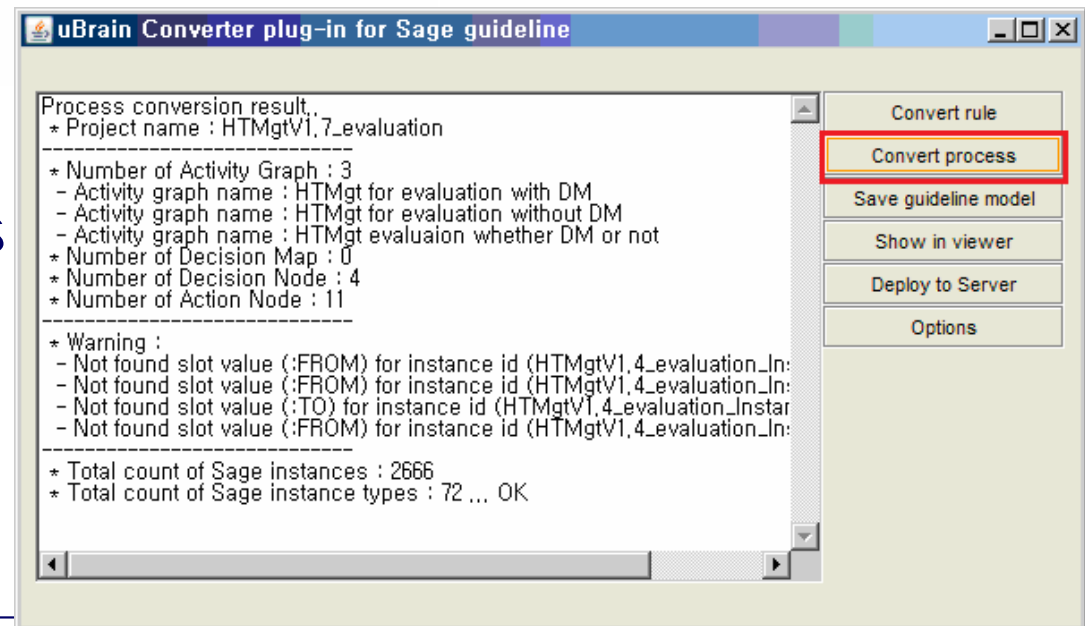 uBrain Converter plug-in for Sage guideline
Process conversion result,.
* Project name : HTMgtV1,7_evaluation
------------------------------
* Number of Activity Graph : 3
- Activity graph name : HTMgt for evaluation with DM
- Activity graph name : HTMgt for evaluation without DM
- Activity graph name : HTMgt evaluaion whether DM or not
* Number of Decision Map : 0
* Number of Decision Node : 4
* Number of Action Node : 11
------------------------------
* Warning :
- Not found slot value (:FROM) for instance id (HTMgtV1,4_evaluation_In
- Not found slot value (:FROM) for instance id (HTMgtV1,4_evaluation_In
- Not found slot value (:TO) for instance id (HTMgtV1,4_evaluation_Instar
- Not found slot value (:FROM) for instance id (HTMgtV1,4_evaluation_In
------------------------------
* Total count of Sage instances : 2666
* Total count of Sage instance types : 72 ,,, OK
Convert rule
Convert process
Save guideline model
Show in viewer
Deploy to Server
Options
s